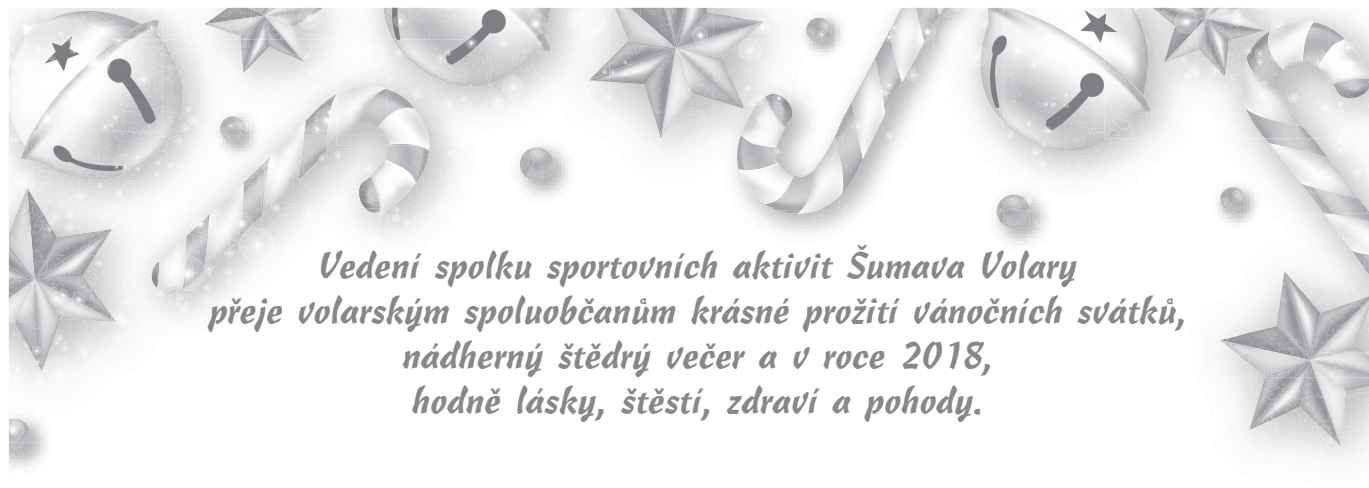 Vedení spolku sportovních aktivit Šumava Volary
přeje volarským spoluobčanům krásné prožití vánočních svátků,
nádherný štědrý večer a v roce 2018,
hodně lásky, štěstí, zdraví a pohody.